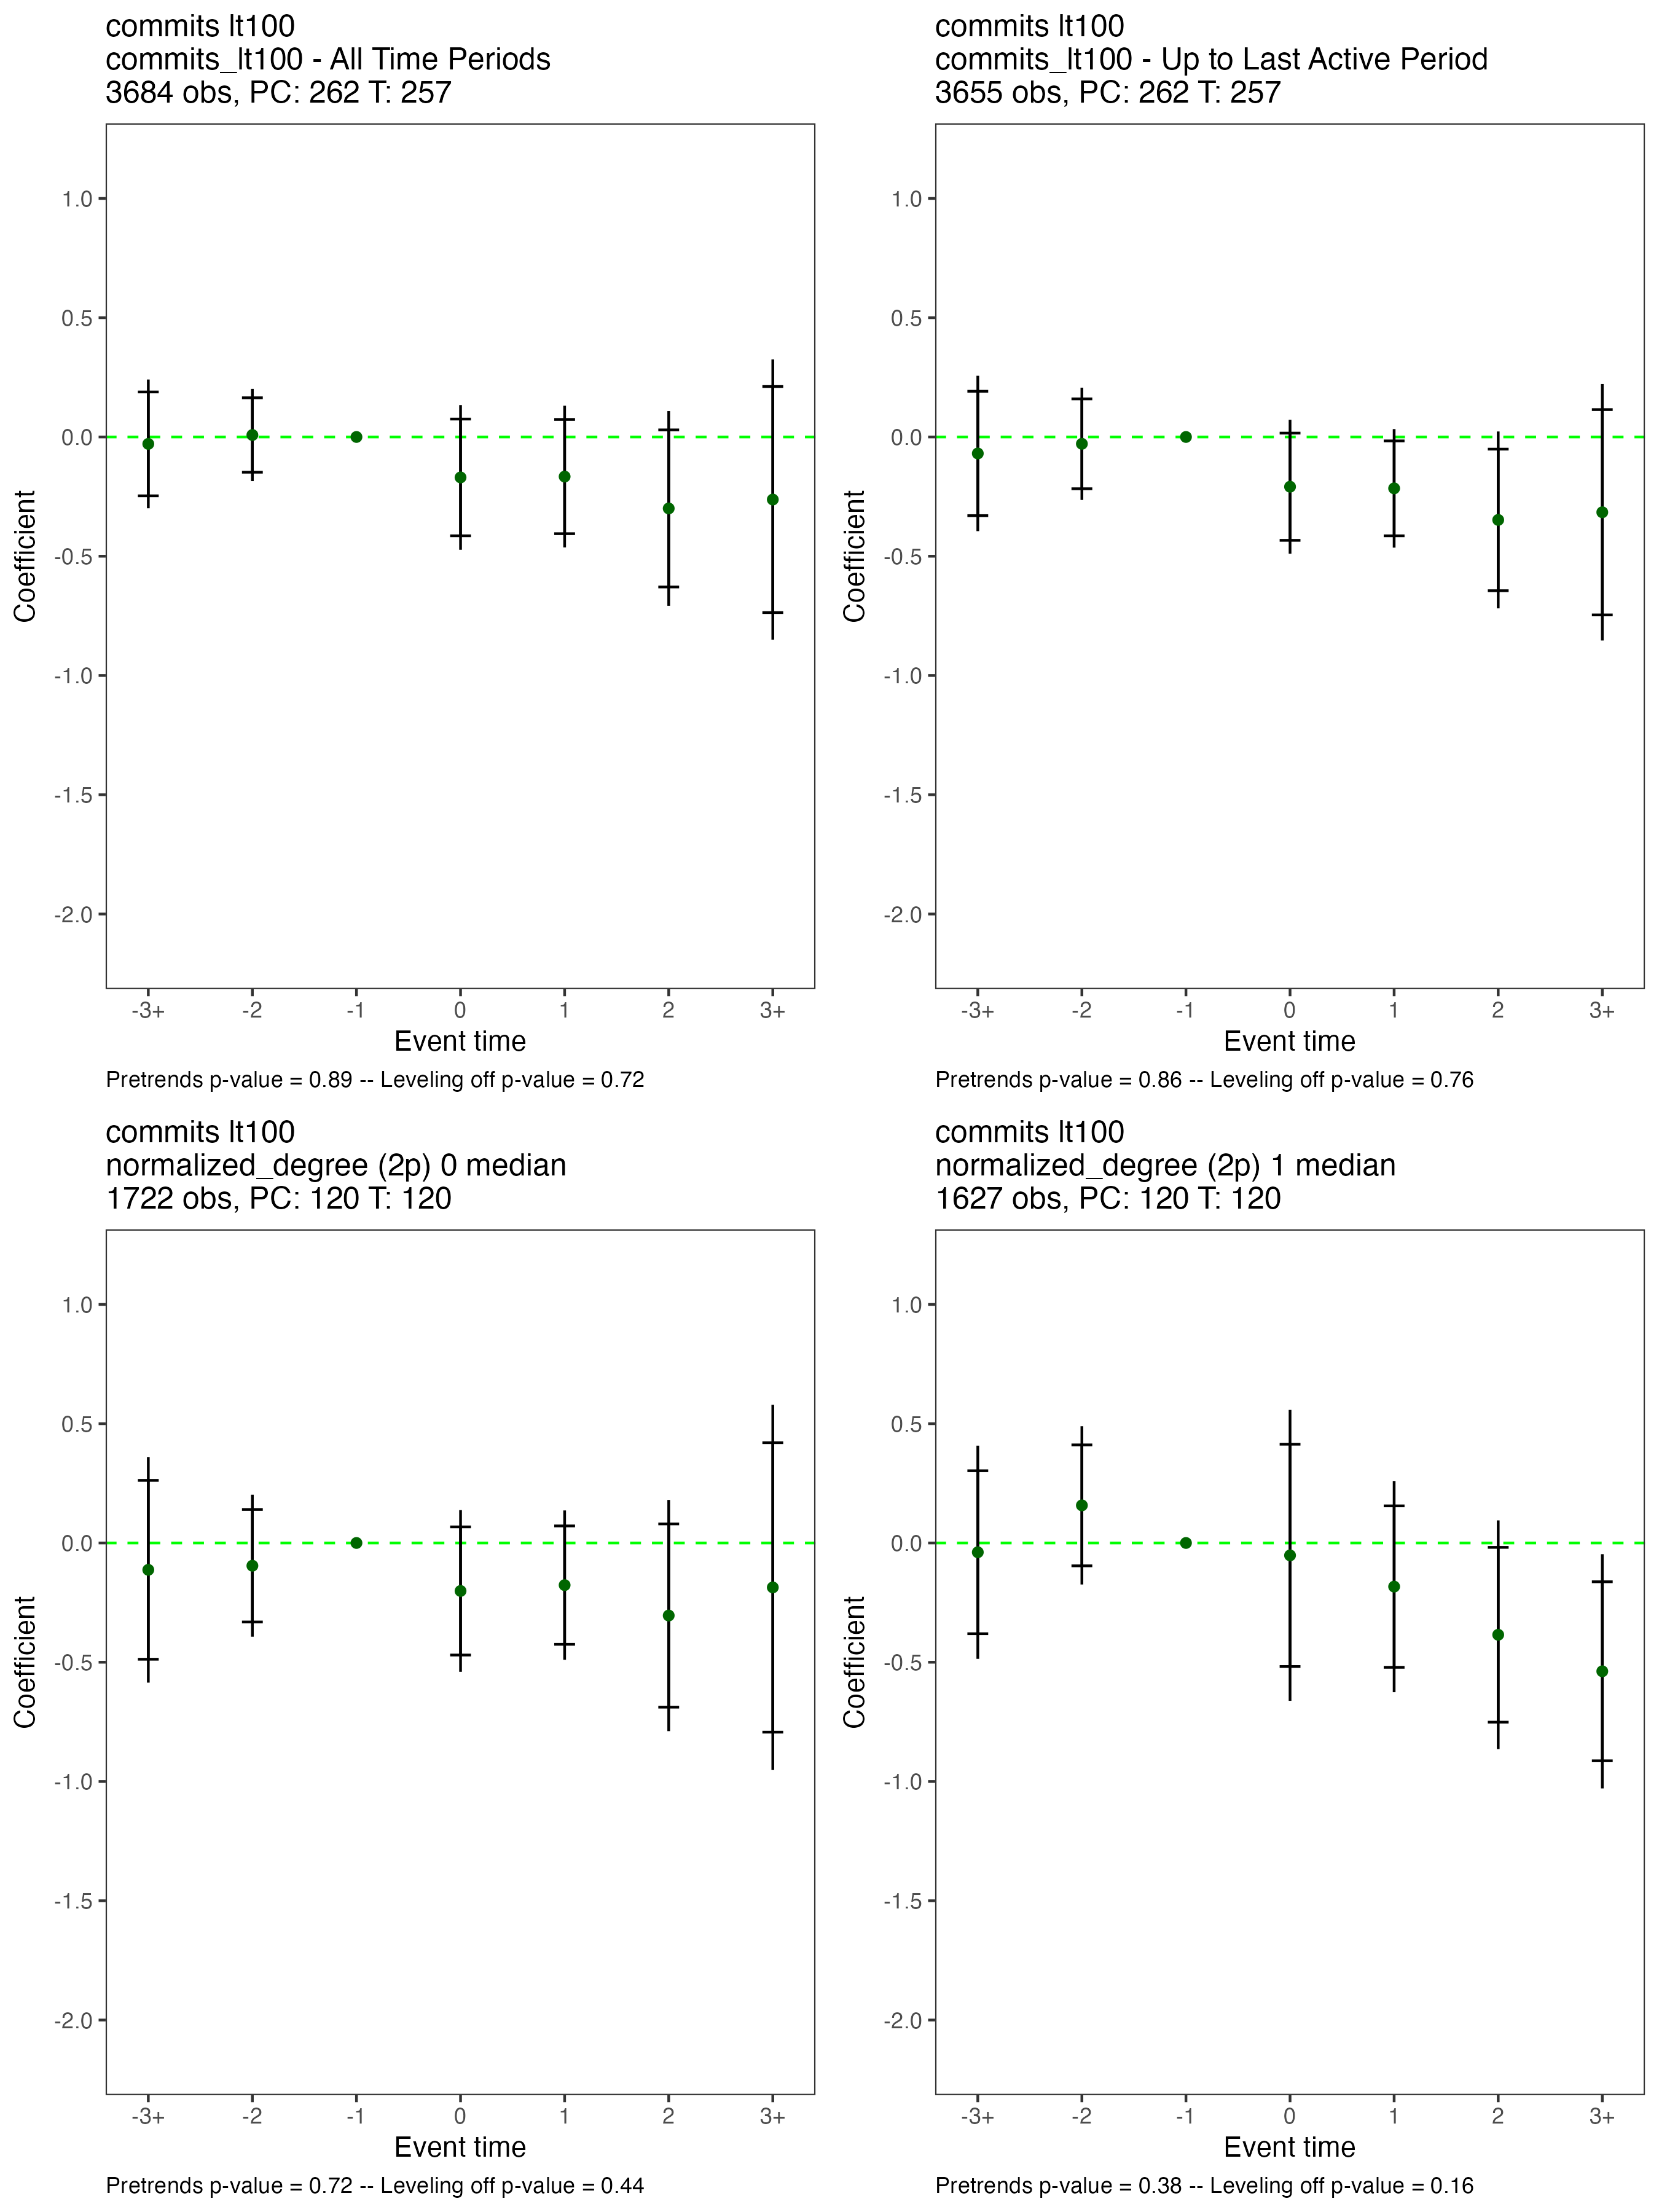 commits lt100
commits_lt100 - All Time Periods
3684 obs, PC: 262 T: 257
1.0
0.5
0.0
-0.5
-1.0
-1.5
-2.0
Coefficient
-3+ -2 -1 0 1 2 3+
Event time
Pretrends p-value = 0.89 -- Leveling off p-value = 0.72
commits lt100
commits_lt100 - Up to Last Active Period
3655 obs, PC: 262 T: 257
1.0
0.5
0.0
-0.5
-1.0
-1.5
-2.0
Coefficient
-3+ -2 -1 0 1 2 3+
Event time
Pretrends p-value = 0.86 -- Leveling off p-value = 0.76
commits lt100
normalized_degree (2p) 0 median
1722 obs, PC: 120 T: 120
1.0
0.5
0.0
-0.5
-1.0
-1.5
-2.0
Coefficient
-3+ -2 -1 0 1 2 3+
Event time
Pretrends p-value = 0.72 -- Leveling off p-value = 0.44
commits lt100
normalized_degree (2p) 1 median
1627 obs, PC: 120 T: 120
1.0
0.5
0.0
-0.5
-1.0
-1.5
-2.0
Coefficient
-3+ -2 -1 0 1 2 3+
Event time
Pretrends p-value = 0.38 -- Leveling off p-value = 0.16